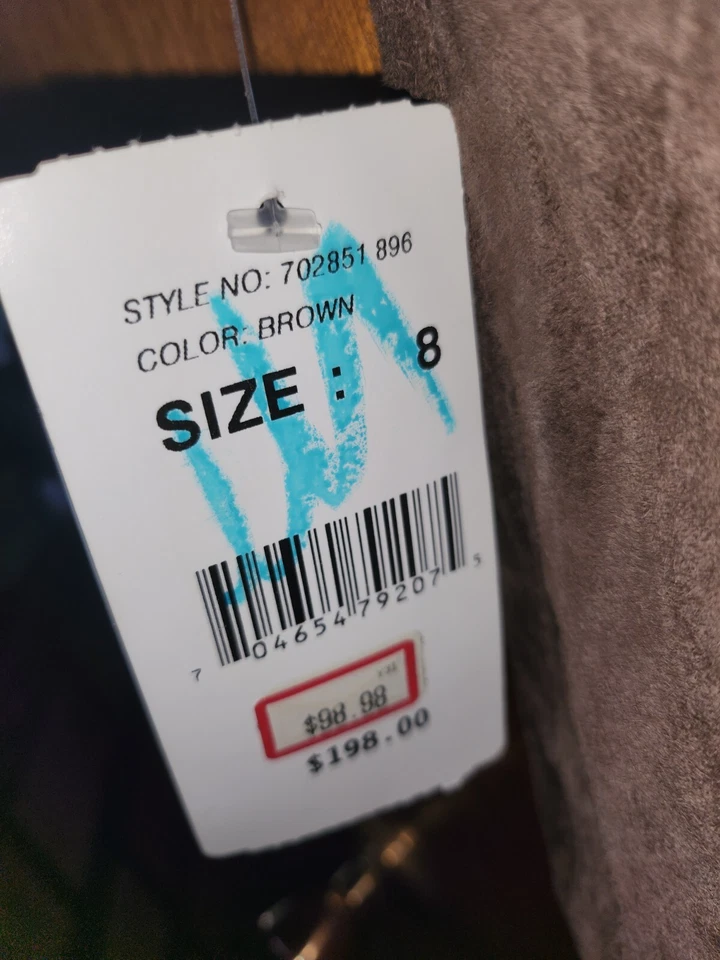 STYLE NO: 702851 896
COLOR: BROWN
SIZE : 8
7 04654 79207 5
$98.98
$198.00